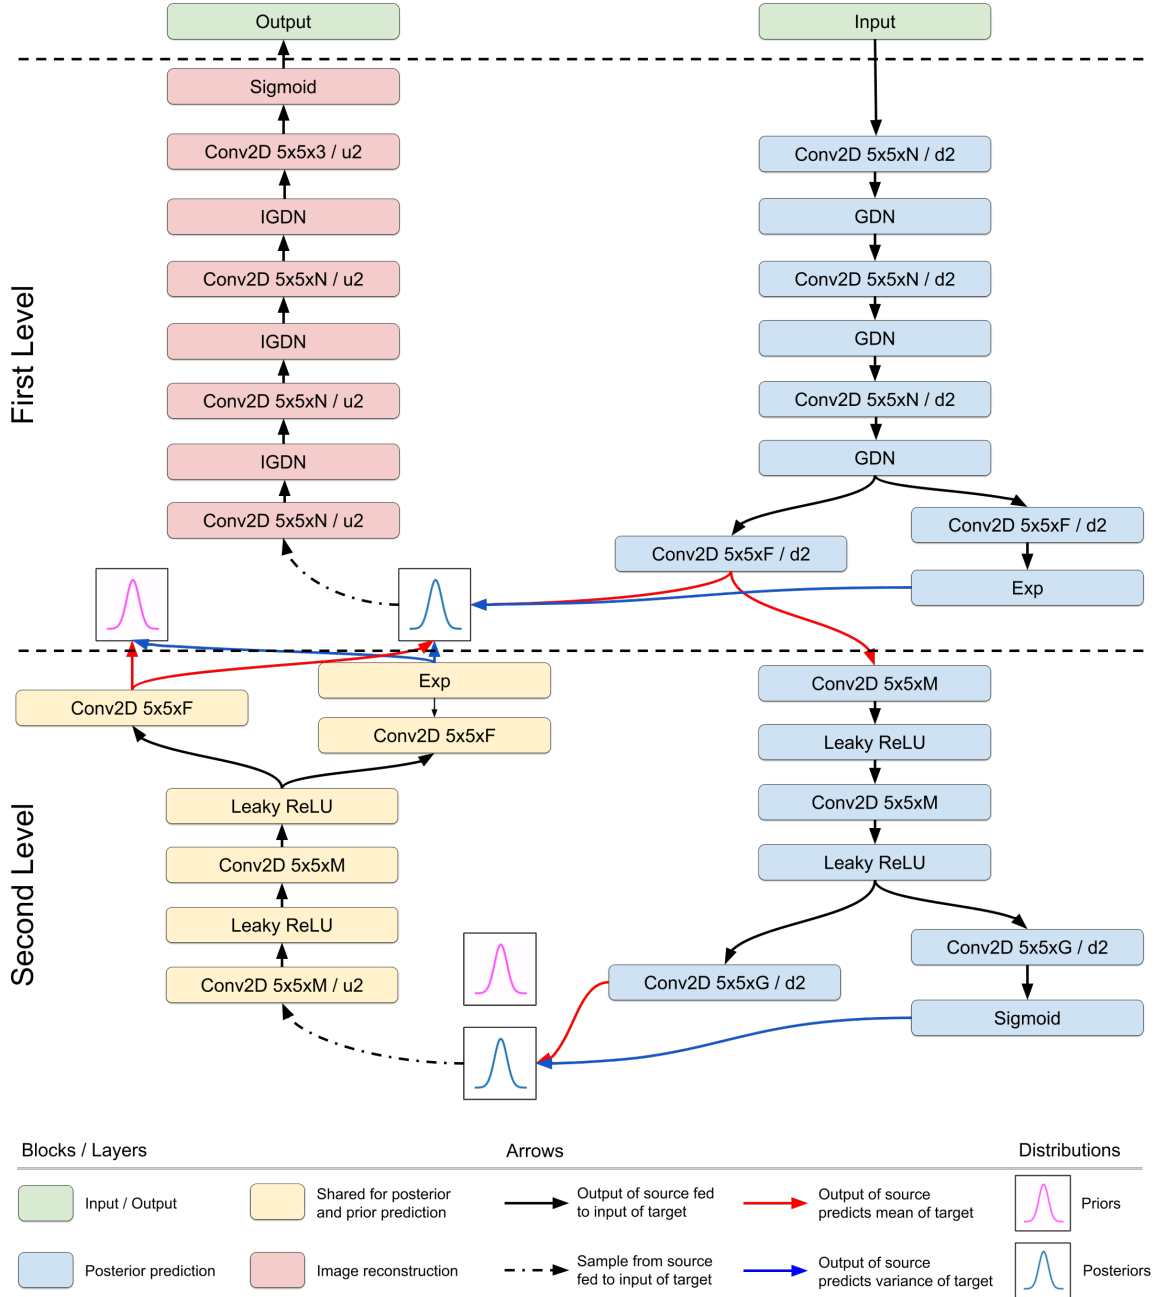 Output
Input
Sigmoid
Conv2D 5x5x3 / u2
Conv2D 5x5xN / d2
IGDN
GDN
Conv2D 5x5xN / u2
Conv2D 5x5xN / d2
IGDN
GDN
Conv2D 5x5xN / u2
Conv2D 5x5xN / d2
IGDN
GDN
Conv2D 5x5xN / u2
Conv2D 5x5xF / d2
Conv2D 5x5xF / d2
Exp
First Level
Exp
Conv2D 5x5xM
Conv2D 5x5xF
Conv2D 5x5xF
Leaky ReLU
Leaky ReLU
Conv2D 5x5xM
Conv2D 5x5xM
Leaky ReLU
Leaky ReLU
Conv2D 5x5xG / d2
Conv2D 5x5xM / u2
Conv2D 5x5xG / d2
Sigmoid
Second Level
Blocks / Layers
Arrows
Distributions
Input / Output
Shared for posterior
and prior prediction
Output of source fed
to input of target
Output of source
predicts mean of target
Priors
Posterior prediction
Image reconstruction
Sample from source
fed to input of target
Output of source
predicts variance of target
Posteriors